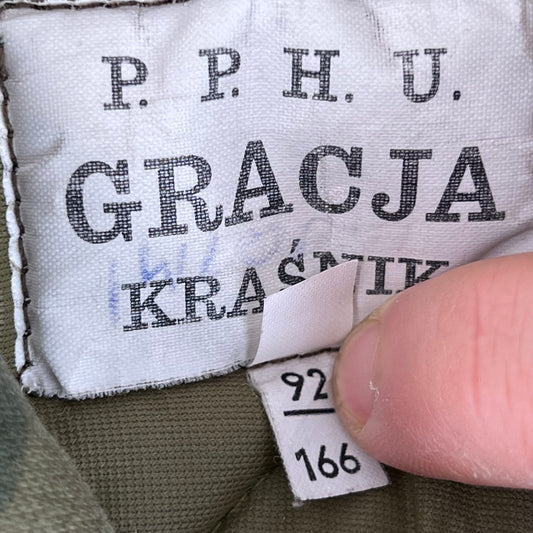 P. P. H. U.
GRACJA
KRAŚNIK
92
166